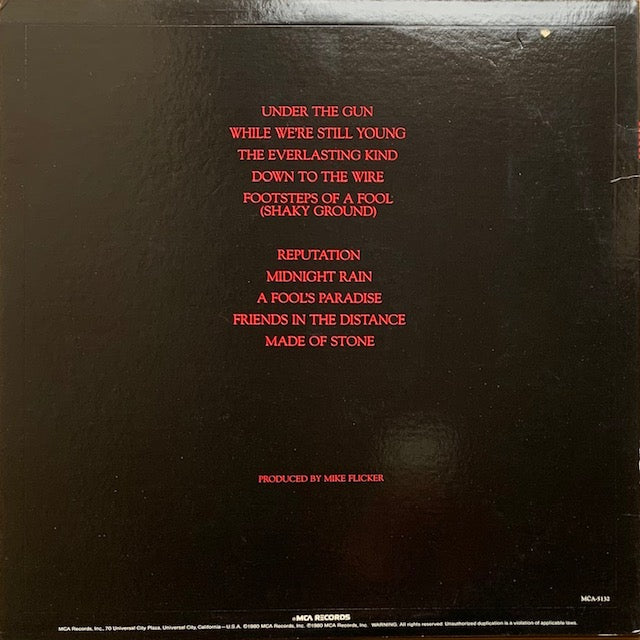 UNDER THE GUN
WHILE WE'RE STILL YOUNG
THE EVERLASTING KIND
DOWN TO THE WIRE
FOOTSTEPS OF A FOOL
(SHAKY GROUND)
REPUTATION
MIDNIGHT RAIN
A FOOL'S PARADISE
FRIENDS IN THE DISTANCE
MADE OF STONE
PRODUCED BY MIKE FLICKER
MCA-5132
MCA RECORDS
MCA Records, Inc., 70 Universal City Plaza, Universal City, California – U.S.A. ©1980 MCA Records, Inc. ℗1980 MCA Records, Inc. WARNING: All rights reserved. Unauthorized duplication is a violation of applicable laws.